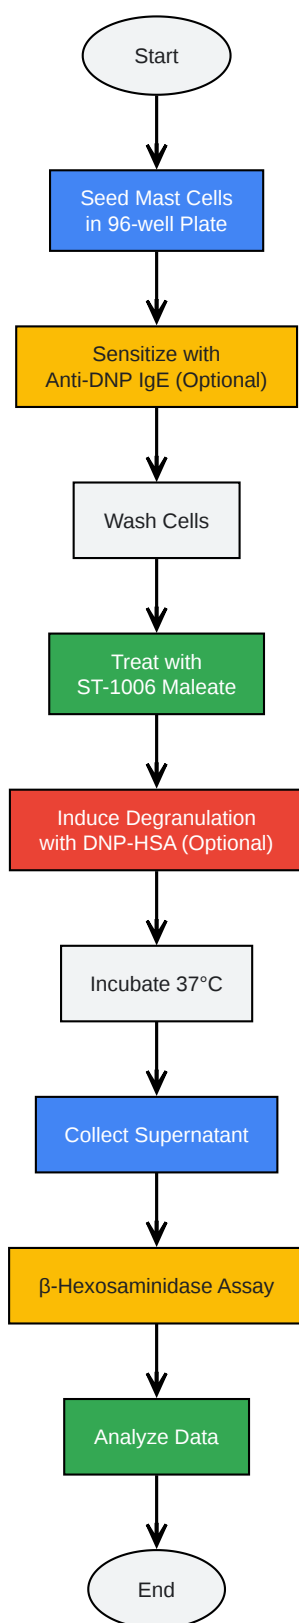 Start
Seed Mast Cells
in 96-well Plate
Sensitize with
Anti-DNP IgE (Optional)
Wash Cells
Treat with
ST-1006 Maleate
Induce Degranulation
with DNP-HSA (Optional)
Incubate 37°C
Collect Supernatant
β-Hexosaminidase Assay
Analyze Data
End